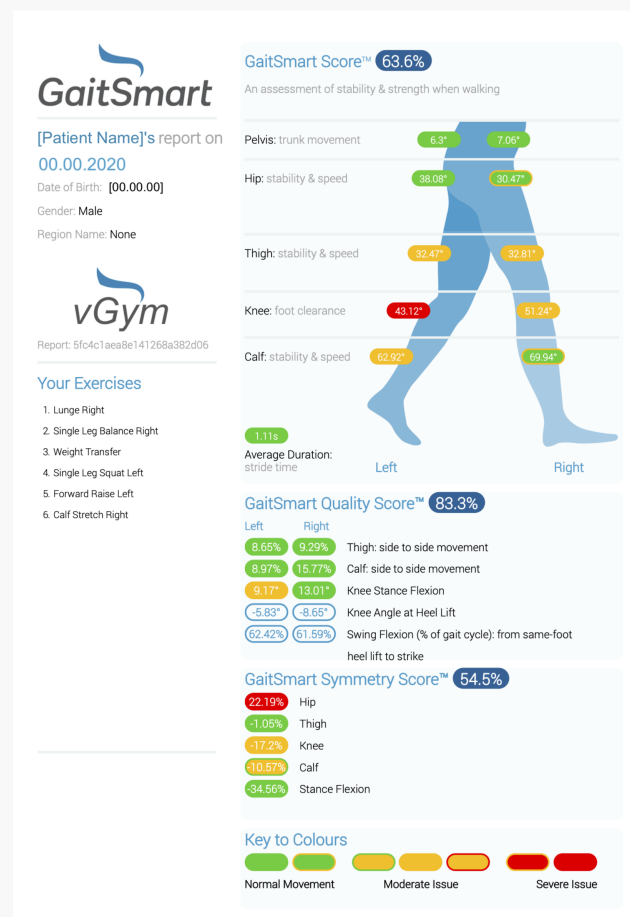 GaitSmart
[Patient Name]'s report on
00.00.2020
Date of Birth: [00.00.00]
Gender: Male
Region Name: None
vGym
Report: 5fc4c1aea8e141268a382d06
Your Exercises
1. Lunge Right
2. Single Leg Balance Right
3. Weight Transfer
4. Single Leg Squat Left
5. Forward Raise Left
6. Calf Stretch Right
GaitSmart Score™ 63.6%
An assessment of stability & strength when walking
Pelvis: trunk movement 6.3° 7.06°
Hip: stability & speed 38.08° 30.47°
Thigh: stability & speed 32.47° 32.81°
Knee: foot clearance 43.12° 51.24°
Calf: stability & speed 62.92° 69.94°
1.11s
Average Duration:
stride time
Left Right
GaitSmart Quality Score™ 83.3%
Left Right
8.65% 9.29% Thigh: side to side movement
8.97% 15.77% Calf: side to side movement
9.17° 13.01° Knee Stance Flexion
-5.83° -8.65° Knee Angle at Heel Lift
62.42% 61.59% Swing Flexion (% of gait cycle): from same-foot
heel lift to strike
GaitSmart Symmetry Score™ 54.5%
22.19% Hip
-1.05% Thigh
-17.2% Knee
-10.57% Calf
-34.56% Stance Flexion
Key to Colours
Normal Movement Moderate Issue Severe Issue